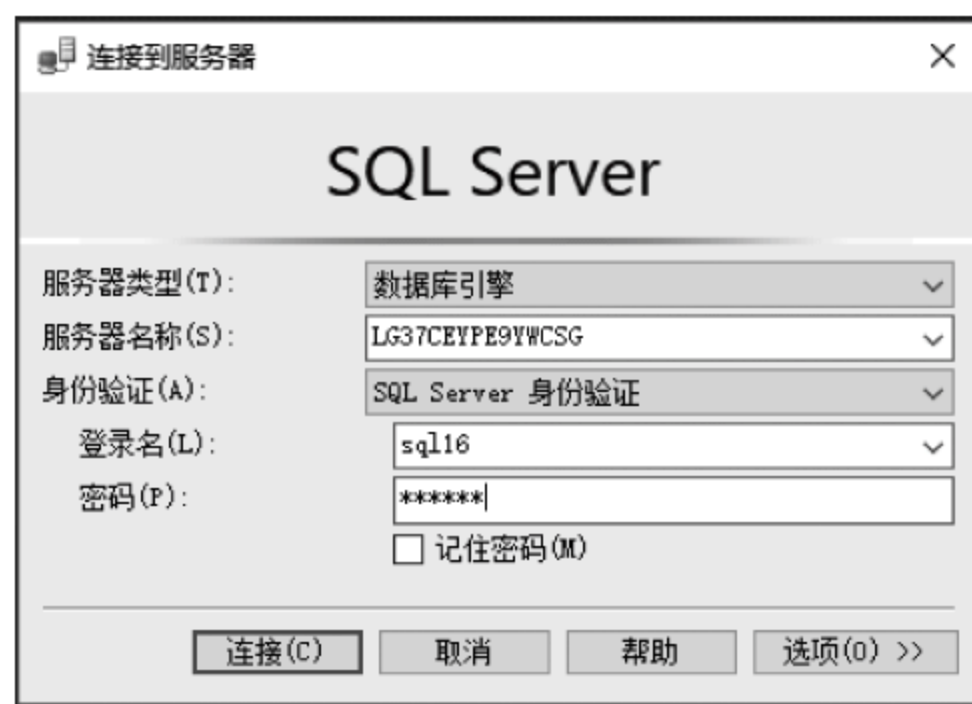 连接到服务器
SQL Server
服务器类型(T): 数据库引擎
服务器名称(S): LG37CEYPE9YWCSG
身份验证(A): SQL Server 身份验证
登录名(L): sql16
密码(P): ******
记住密码(M)
连接(C) 取消 帮助 选项(O) >>